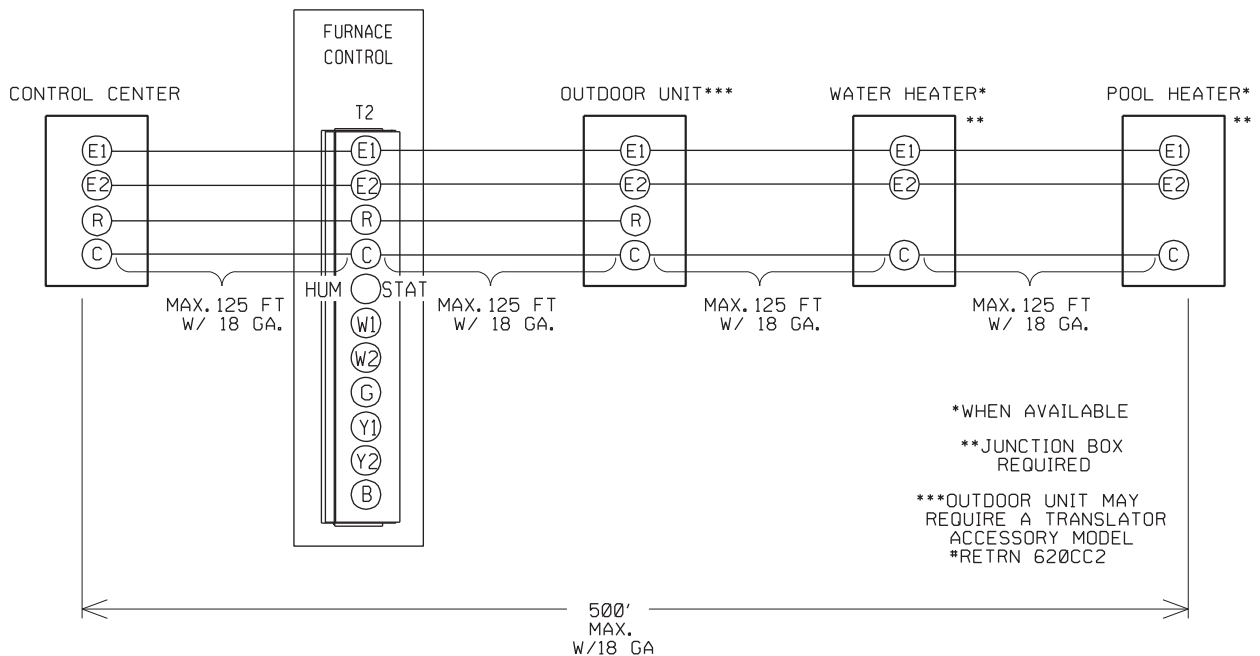 FURNACE
CONTROL
CONTROL CENTER
T2
OUTDOOR UNIT***
WATER HEATER*
**
POOL HEATER*
**
E1 E1 E1 E1 E1
E2 E2 E2 E2 E2
R R R
C C C C C
HUM STAT
MAX. 125 FT
W/ 18 GA.
MAX. 125 FT
W/ 18 GA.
MAX. 125 FT
W/ 18 GA.
MAX. 125 FT
W/ 18 GA.
W1
W2
G
Y1
Y2
B
*WHEN AVAILABLE
**JUNCTION BOX
REQUIRED
***OUTDOOR UNIT MAY
REQUIRE A TRANSLATOR
ACCESSORY MODEL
#RETRN 620CC2
500'
MAX.
W/18 GA